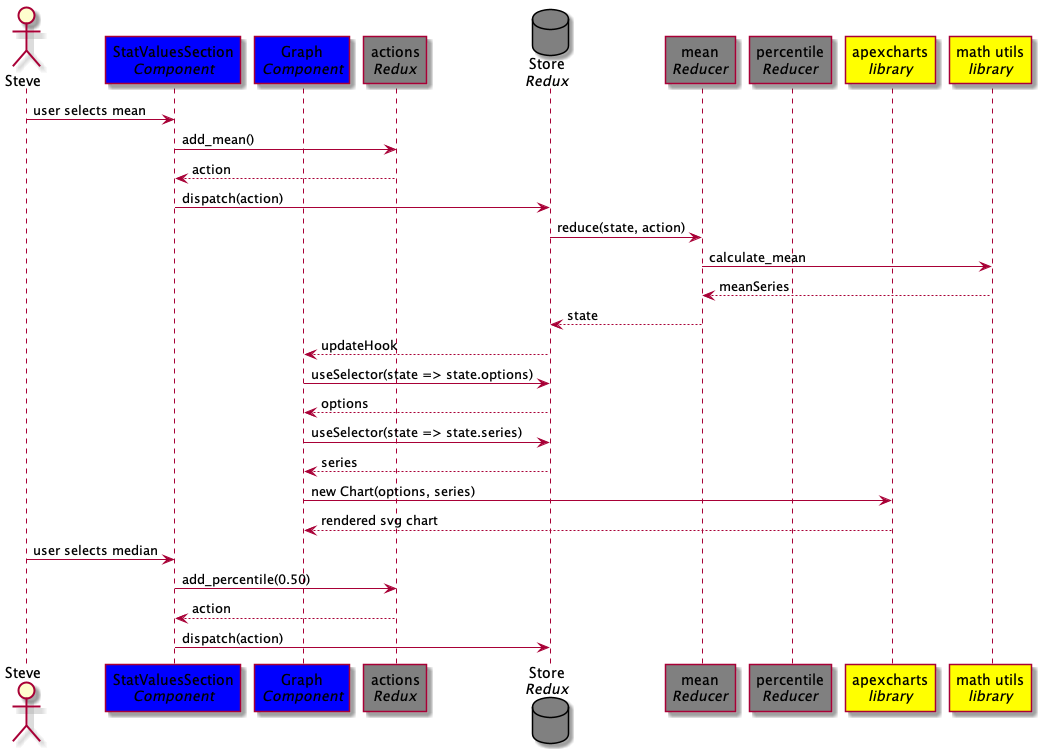 Steve
StatValuesSection
Component
Graph
Component
actions
Redux
Store
Redux
mean
Reducer
percentile
Reducer
apexcharts
library
math utils
library
user selects mean
add_mean()
action
dispatch(action)
reduce(state, action)
calculate_mean
meanSeries
state
updateHook
useSelector(state => state.options)
options
useSelector(state => state.series)
series
new Chart(options, series)
rendered svg chart
user selects median
add_percentile(0.50)
action
dispatch(action)
Steve
StatValuesSection
Component
Graph
Component
actions
Redux
Store
Redux
mean
Reducer
percentile
Reducer
apexcharts
library
math utils
library